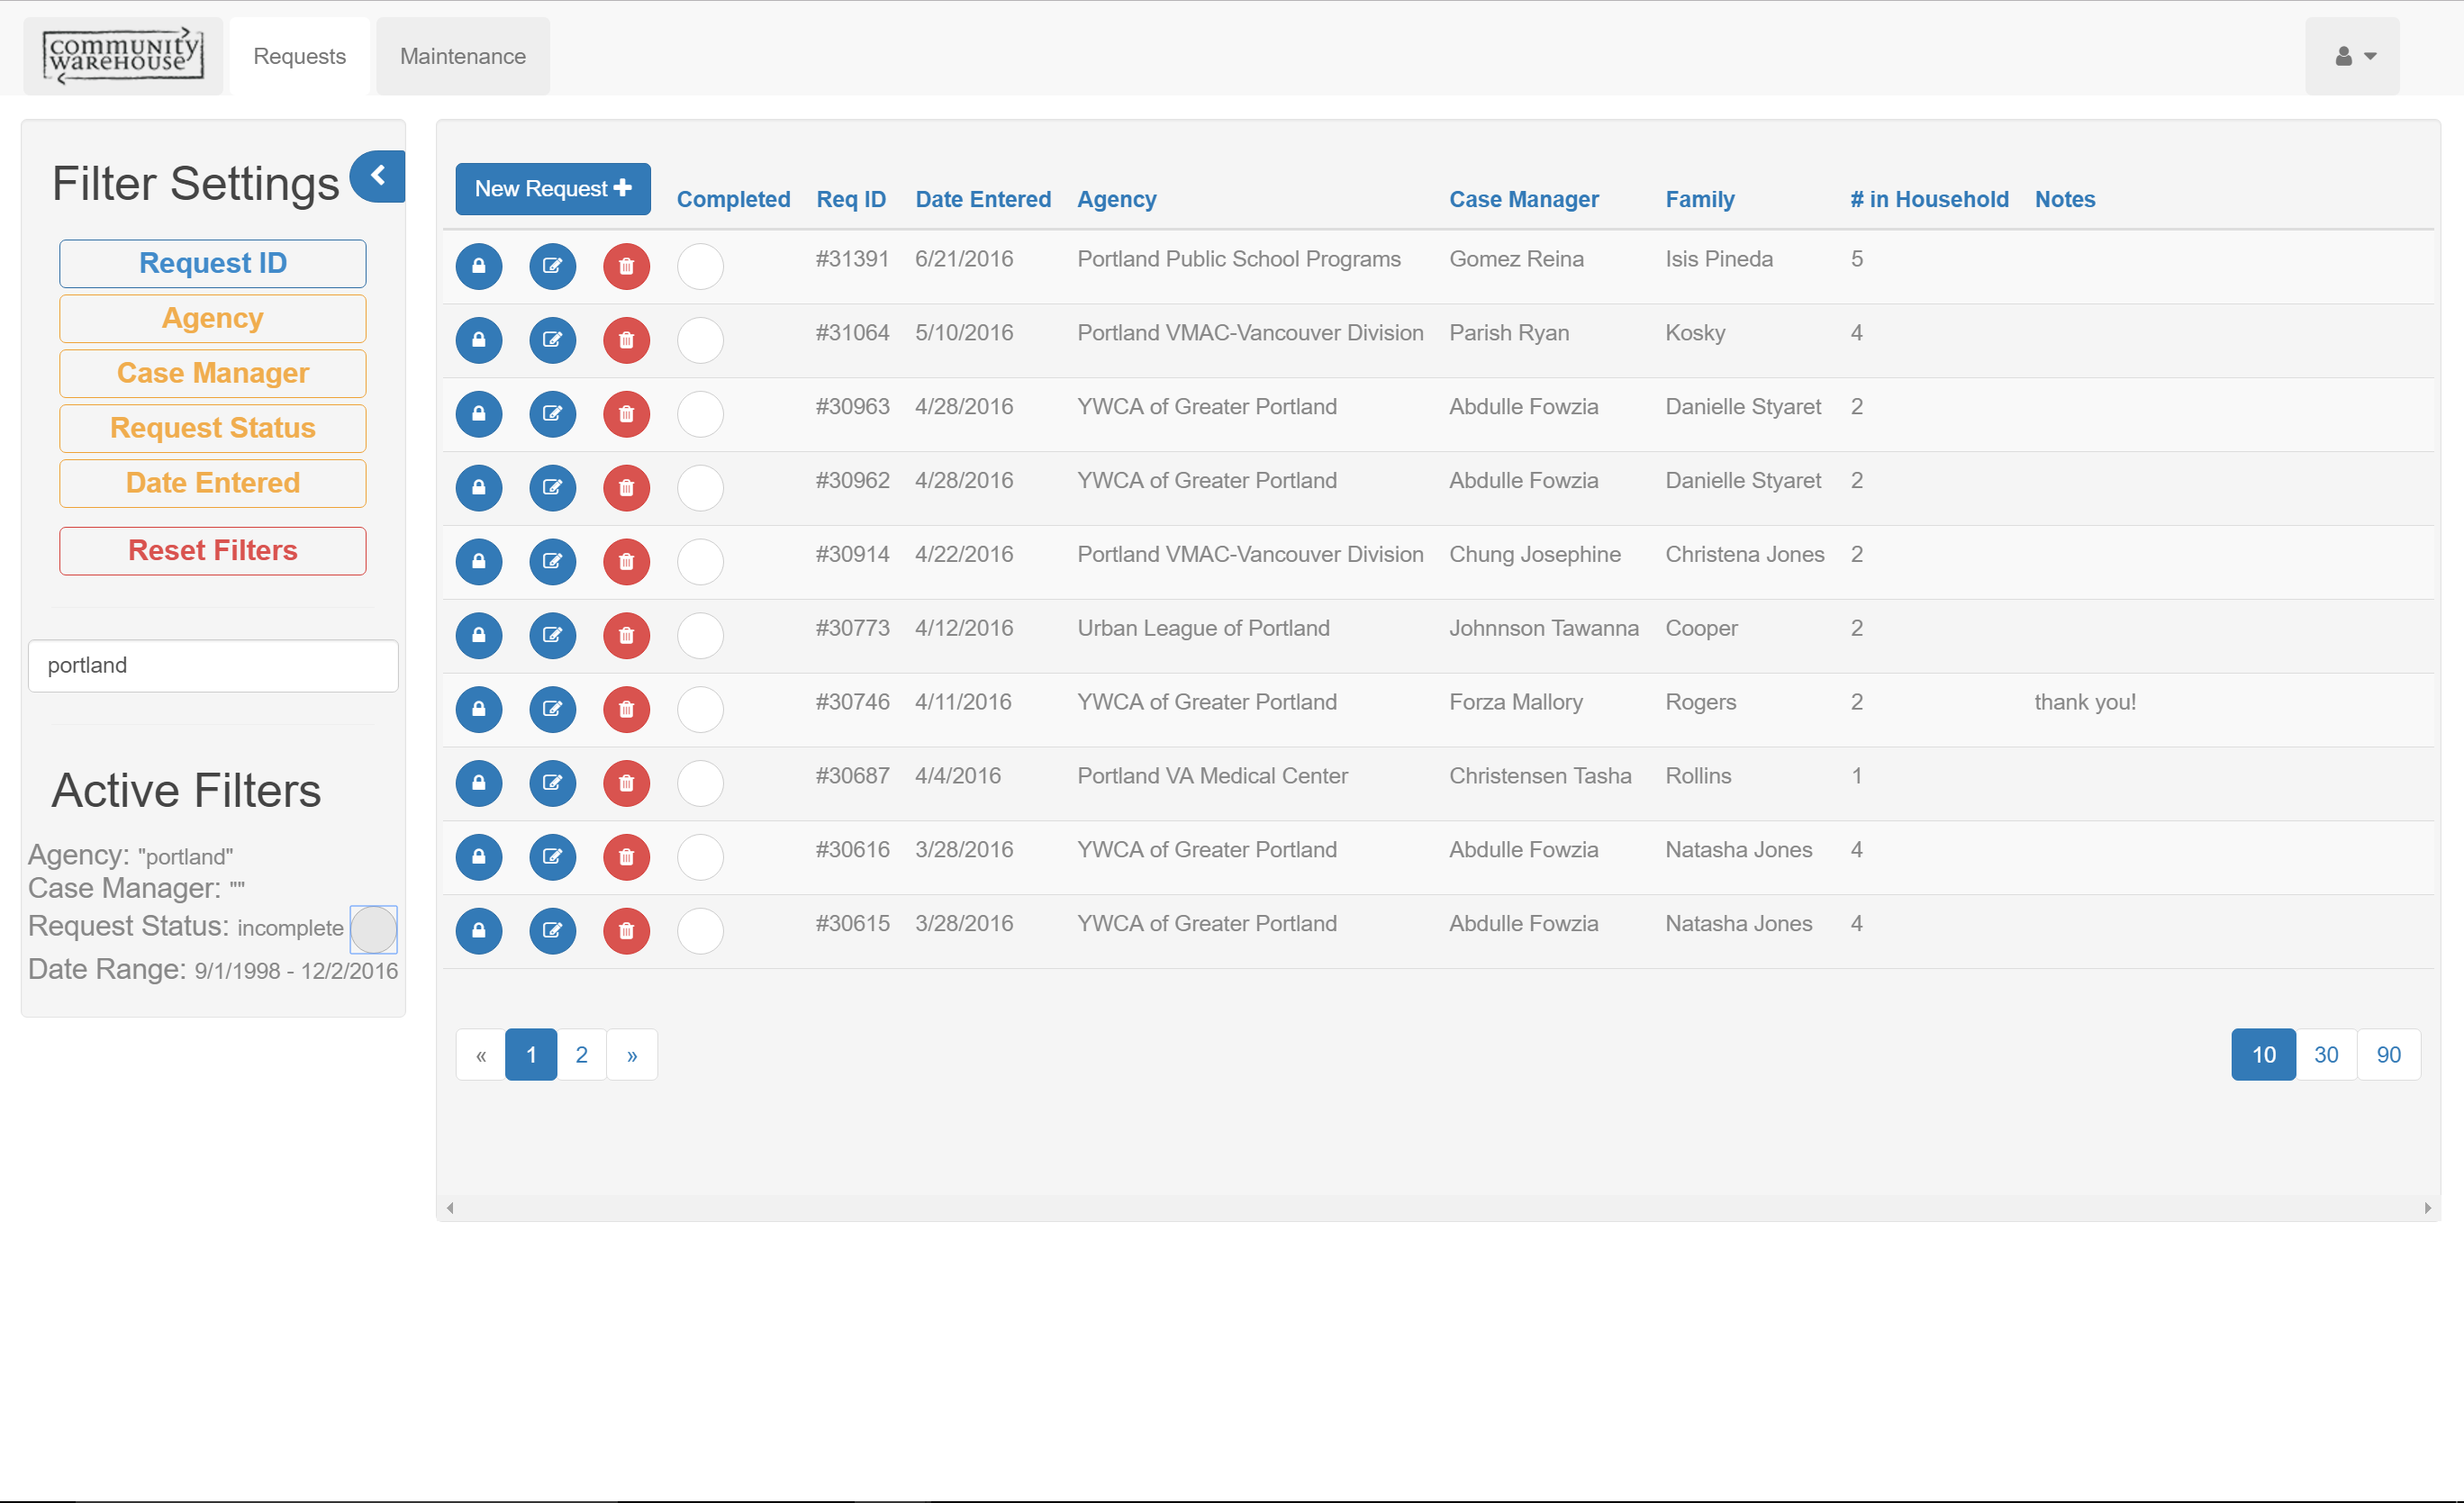 COMMUNITY
WAREHOUSE
Requests
Maintenance
Filter Settings
Request ID
Agency
Case Manager
Request Status
Date Entered
Reset Filters
portland
Active Filters
Agency: "portland"
Case Manager: ""
Request Status: incomplete
Date Range: 9/1/1998 - 12/2/2016
New Request Completed Req ID Date Entered Agency Case Manager Family # in Household Notes
#31391 6/21/2016 Portland Public School Programs Gomez Reina Isis Pineda 5
#31064 5/10/2016 Portland VMAC-Vancouver Division Parish Ryan Kosky 4
#30963 4/28/2016 YWCA of Greater Portland Abdulle Fowzia Danielle Styaret 2
#30962 4/28/2016 YWCA of Greater Portland Abdulle Fowzia Danielle Styaret 2
#30914 4/22/2016 Portland VMAC-Vancouver Division Chung Josephine Christena Jones 2
#30773 4/12/2016 Urban League of Portland Johnnson Tawanna Cooper 2
#30746 4/11/2016 YWCA of Greater Portland Forza Mallory Rogers 2 thank you!
#30687 4/4/2016 Portland VA Medical Center Christensen Tasha Rollins 1
#30616 3/28/2016 YWCA of Greater Portland Abdulle Fowzia Natasha Jones 4
#30615 3/28/2016 YWCA of Greater Portland Abdulle Fowzia Natasha Jones 4
« 1 2 » 10 30 90